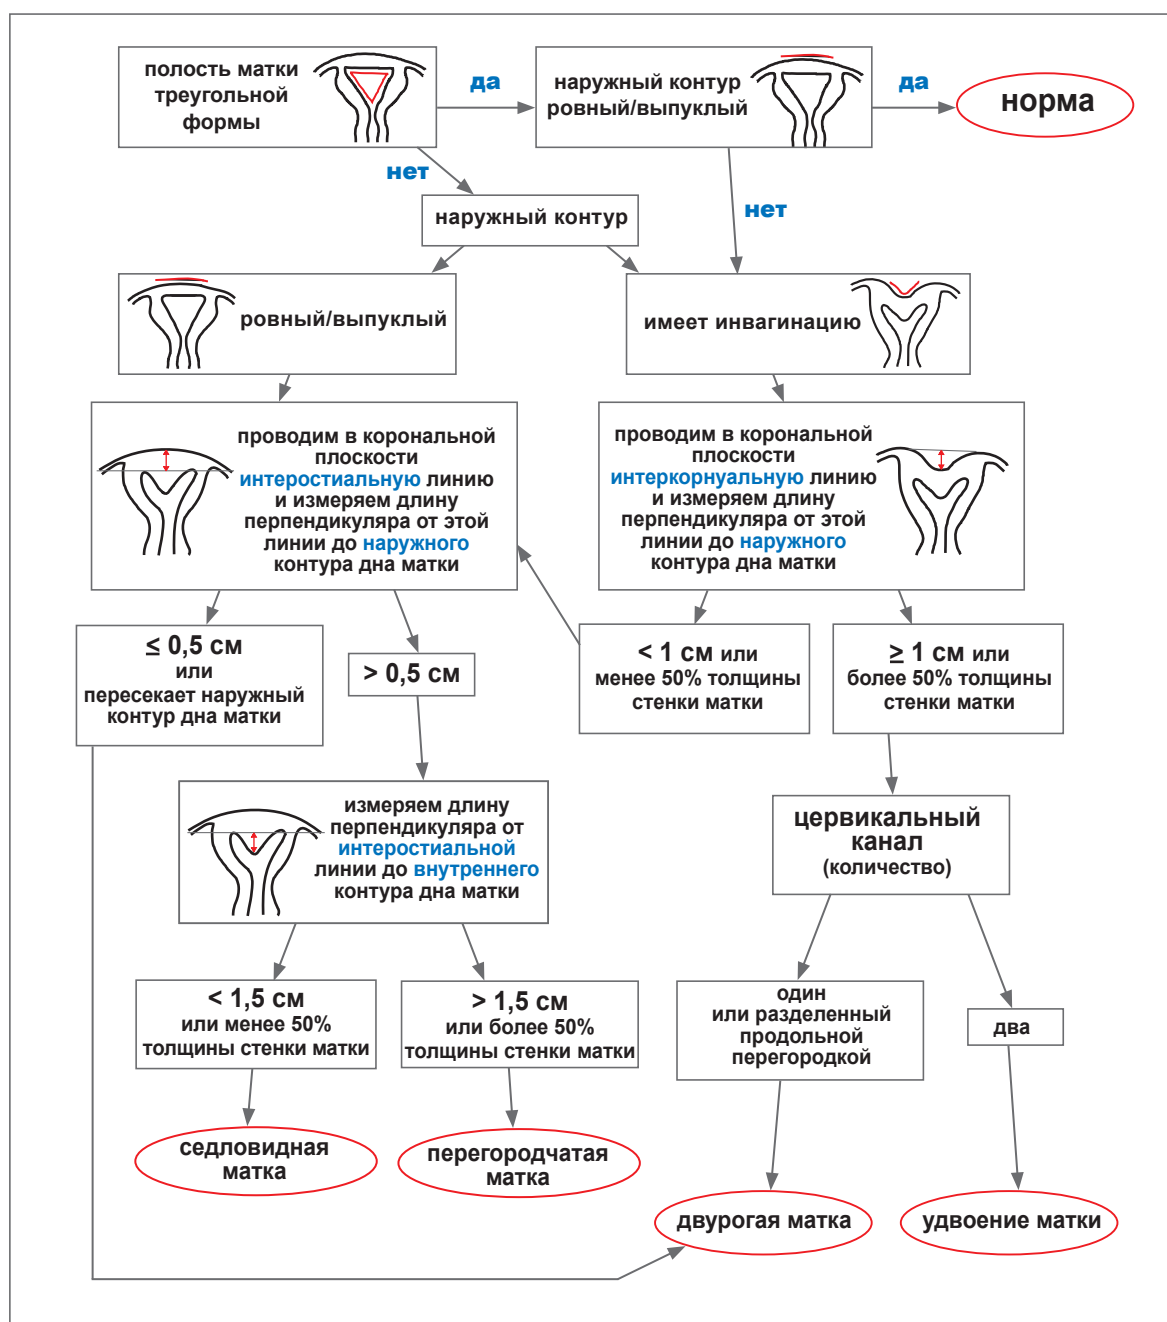 полость матки
треугольной
формы
да
наружный контур
ровный/выпуклый
да
норма
нет
нет
наружный контур
ровный/выпуклый
имеет инвагинацию
проводим в корональной
плоскости
интеростиальную линию
и измеряем длину
перпендикуляра от этой
линии до наружного
контура дна матки
проводим в корональной
плоскости
интеркорнуальную линию
и измеряем длину
перпендикуляра от этой
линии до наружного
контура дна матки
≤ 0,5 см
или
пересекает наружный
контур дна матки
> 0,5 см
< 1 см или
менее 50% толщины
стенки матки
≥ 1 см или
более 50% толщины
стенки матки
измеряем длину
перпендикуляра от
интеростиальной
линии до внутреннего
контура дна матки
цервикальный
канал
(количество)
< 1,5 см
или менее 50%
толщины стенки матки
> 1,5 см
или более 50%
толщины стенки матки
один
или разделенный
продольной
перегородкой
два
седловидная
матка
перегородчатая
матка
двурогая матка
удвоение матки